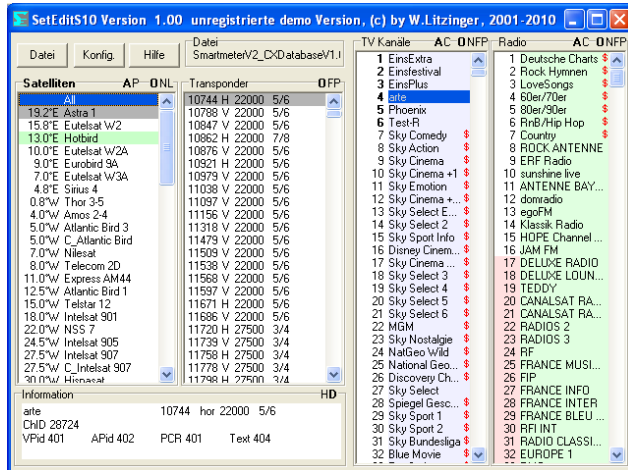 SetEditS10 Version 1.00 unregistrierte demo Version, (c) by W.Litzinger, 2001-2010
Datei Konfig. Hilfe
Datei
SmartmeterV2_CXDatabaseV1.(
Satelliten AP ONL
All
19.2°E Astra 1
15.8°E Eutelsat W2
13.0°E Hotbird
10.0°E Eutelsat W2A
9.0°E Eurobird 9A
7.0°E Eutelsat W3A
4.8°E Sirius 4
0.8°W Thor 3-5
4.0°W Amos 2-4
5.0°W Atlantic Bird 3
5.0°W C_Atlantic Bird
7.0°W Nilesat
8.0°W Telecom 2D
11.0°W Express AM44
12.5°W Atlantic Bird 1
15.0°W Telstar 12
18.0°W Intelsat 901
22.0°W NSS 7
24.5°W Intelsat 905
27.5°W Intelsat 907
27.5°W C_Intelsat 907
30.0°W Hispasat
Transponder OFP
10744 H 22000 5/6
10788 V 22000 5/6
10847 V 22000 5/6
10862 H 22000 7/8
10876 V 22000 5/6
10921 H 22000 5/6
10979 V 22000 5/6
11038 V 22000 5/6
11097 V 22000 5/6
11156 V 22000 5/6
11318 V 22000 5/6
11479 V 22000 5/6
11509 V 22000 5/6
11538 V 22000 5/6
11568 V 22000 5/6
11597 V 22000 5/6
11671 H 22000 5/6
11686 V 22000 5/6
11720 H 27500 3/4
11739 V 27500 3/4
11758 H 27500 3/4
11778 V 27500 3/4
11798 H 27500 3/4
TV Kanäle AC ONFP
1 EinsExtra
2 Einsfestival
3 EinsPlus
4 arte
5 Phoenix
6 Test-R
7 Sky Comedy $
8 Sky Action $
9 Sky Cinema $
10 Sky Cinema +1 $
11 Sky Emotion $
12 Sky Cinema +... $
13 Sky Select E... $
14 Sky Select 2 $
15 Sky Sport Info $
16 Disney Cinem... $
17 Sky Cinema ... $
18 Sky Select 3 $
19 Sky Select 4 $
20 Sky Select 5 $
21 Sky Select 6 $
22 MGM $
23 Sky Nostalgie $
24 NatGeo Wild $
25 National Geo... $
26 Discovery Ch... $
27 Sky Select
28 Spiegel Gesc... $
29 Sky Sport 1 $
30 Sky Sport 2 $
31 Sky Bundesliga $
32 Blue Movie $
Radio AC ONFP
1 Deutsche Charts $
2 Rock Hymnen $
3 LoveSongs $
4 60er/70er $
5 80er/90er $
6 RnB/Hip Hop $
7 Country $
8 ROCK ANTENNE
9 ERF Radio
10 sunshine live
11 ANTENNE BAY...
12 domradio
13 egoFM
14 Klassik Radio
15 HOPE Channel ...
16 JAM FM
17 DELUXE RADIO
18 DELUXE LOUN...
19 TEDDY
20 CANALSAT RA...
21 CANALSAT RA...
22 RADIOS 2
23 RADIOS 3
24 RF
25 FRANCE MUSI...
26 FIP
27 FRANCE INFO
28 FRANCE INTER
29 FRANCE BLEU ...
30 RFI INT
31 RADIO CLASSI...
32 EUROPE 1
Information HD
arte 10744 hor 22000 5/6
ChID 28724
VPid 401 APid 402 PCR 401 Text 404